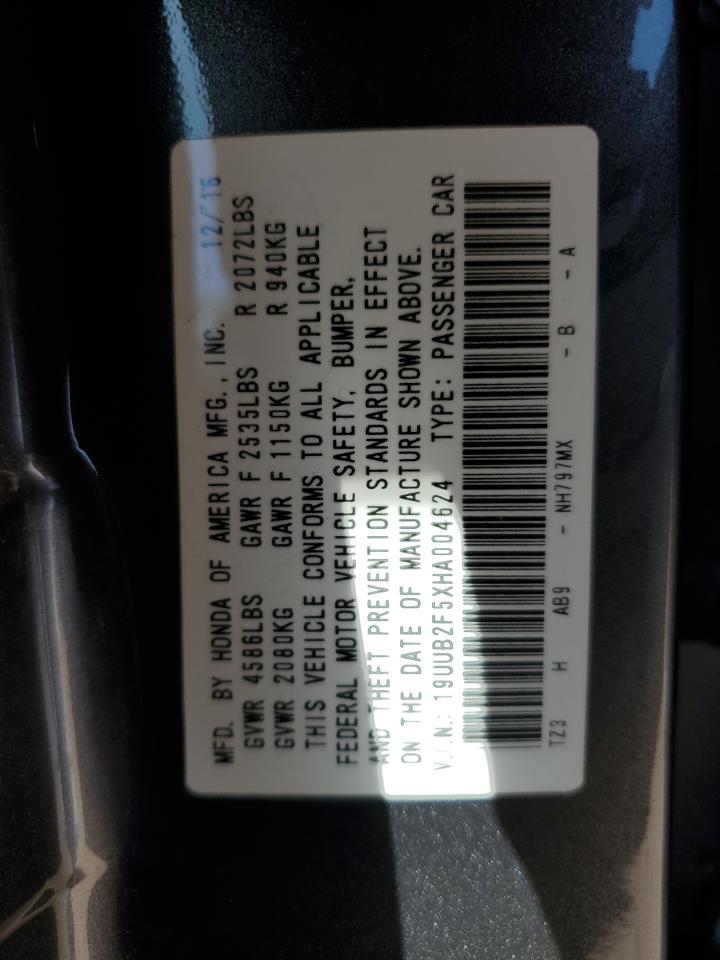 MFD. BY HONDA OF AMERICA MFG., INC. 12/'16
GVWR 4586LBS GAWR F 2535LBS R 2072LBS
GVWR 2080KG GAWR F 1150KG R 940KG
THIS VEHICLE CONFORMS TO ALL APPLICABLE
FEDERAL MOTOR VEHICLE SAFETY, BUMPER,
AND THEFT PREVENTION STANDARDS IN EFFECT
ON THE DATE OF MANUFACTURE SHOWN ABOVE.
V.I.N.: 19UUB2F5XHA004624 TYPE: PASSENGER CAR
TZ3 H AB9 - NH797MX - B - A